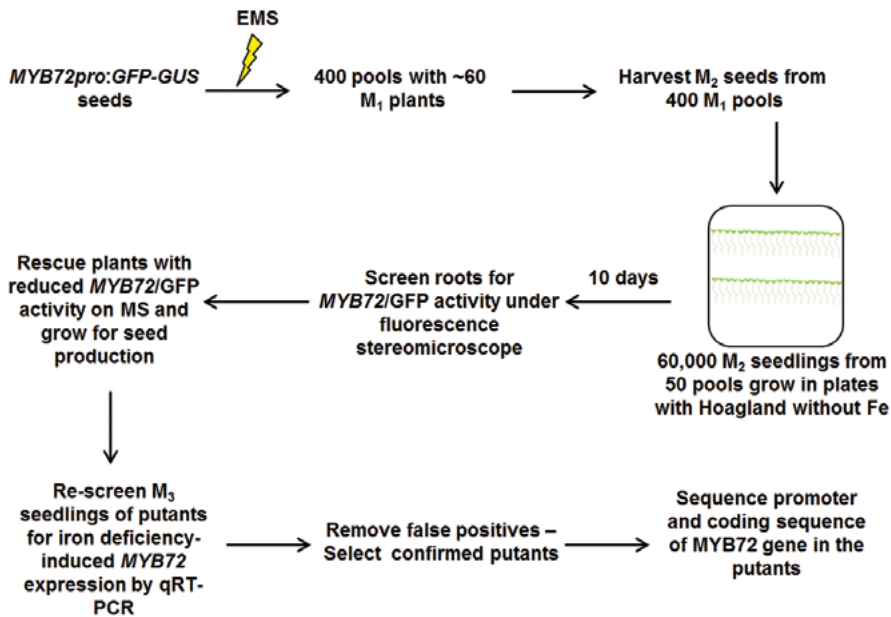 EMS
MYB72pro:GFP-GUS
seeds
400 pools with ~60
M1 plants
Harvest M2 seeds from
400 M1 pools
60,000 M2 seedlings from
50 pools grow in plates
with Hoagland without Fe
10 days
Screen roots for
MYB72/GFP activity under
fluorescence
stereomicroscope
Rescue plants with
reduced MYB72/GFP
activity on MS and
grow for seed
production
Re-screen M3
seedlings of putants
for iron deficiency-
induced MYB72
expression by qRT-
PCR
Remove false positives –
Select confirmed putants
Sequence promoter
and coding sequence
of MYB72 gene in the
putants